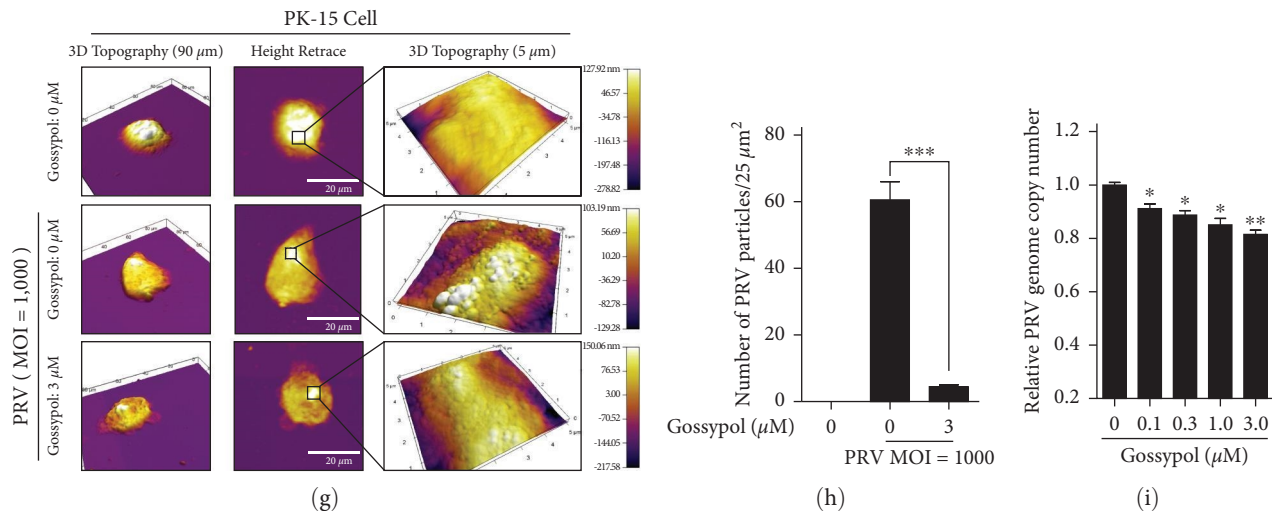 PK-15 Cell
3D Topography (90 μm)
Height Retrace
3D Topography (5 μm)
Gossypol: 0 μM
20 μm
127.92 nm
46.57
-34.78
-116.13
-197.48
-278.82
PRV ( MOI = 1,000)
Gossypol: 0 μM
20 μm
103.19 nm
56.69
10.20
-36.29
-82.78
-129.28
Gossypol: 3 μM
20 μm
150.06 nm
76.53
3.00
-70.52
-144.05
-217.58
(g)
Number of PRV particles/25 μm²
80
60
40
20
6
4
2
0
***
Gossypol (μM)
0
0
3
PRV MOI = 1000
(h)
Relative PRV genome copy number
1.2
1.0
0.8
0.6
0.4
0.2
*
*
*
**
0
0.1
0.3
1.0
3.0
Gossypol (μM)
(i)